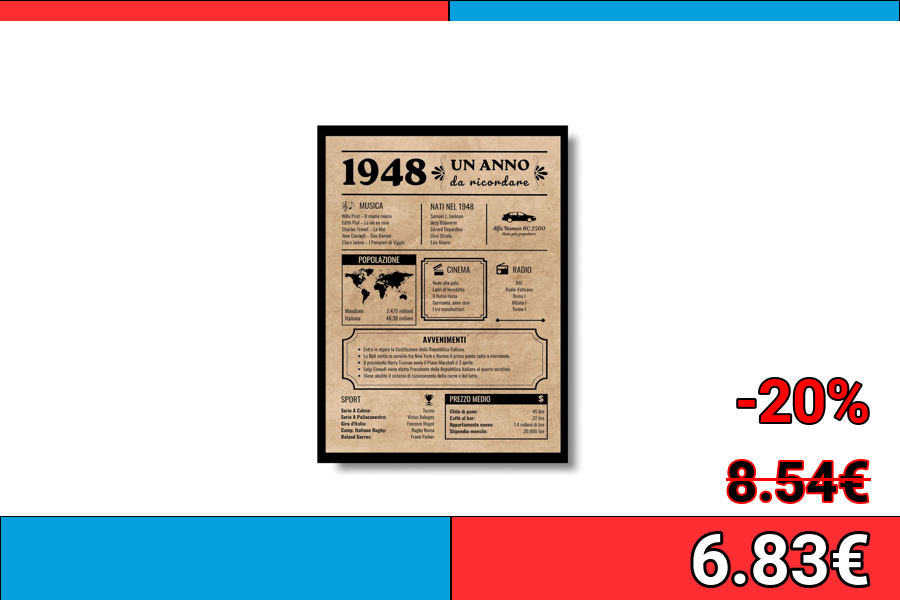 1948
UN ANNO
da ricordare
MUSICA
Nilla Pizzi – O mama mama
Edith Piaf – La vie en rose
Charles Trenet – La Mer
Clara Jaione – I Pompieri di Viggiù
NATI NEL 1948
Samuel L. Jackson
Ozzy Osbourne
Gérard Depardieu
Gino Strada
Alfa Romeo 6C 2500
Auto più popolare
POPOLAZIONE
Mondiale: 2.470 milioni
Italiana: 46,38 milioni
CINEMA
Nodo alla gola
Ladri di biciclette
Il fiume rosso
Germania, anno zero
I tre moschettieri
RADIO
RAI
Radio Vaticano
Roma I
Milano I
Torino I
AVVENIMENTI
Entra in vigore la Costituzione della Repubblica Italiana.
La Bell mette in servizio tra New York e Boston il primo ponte radio a microonde.
Il presidente Harry Truman avvia il Piano Marshall il 3 aprile.
Luigi Einaudi viene eletto Presidente della Repubblica Italiana al quarto scrutinio.
Viene abolito il sistema di razionamento della carne e del latte.
SPORT
Serie A Calcio: Torino
Serie A Pallacanestro: Virtus Bologna
Giro d'Italia: Fiorenzo Magni
Camp. Italiano Rugby: Rugby Roma
Roland Garros: Frank Parker
PREZZO MEDIO $
Chilo di pane: 45 lire
Caffè al bar: 22 lire
Appartamento nuovo: 1,4 milioni di lire
Stipendio mensile: 20.000 lire
-20%
8.54€
6.83€